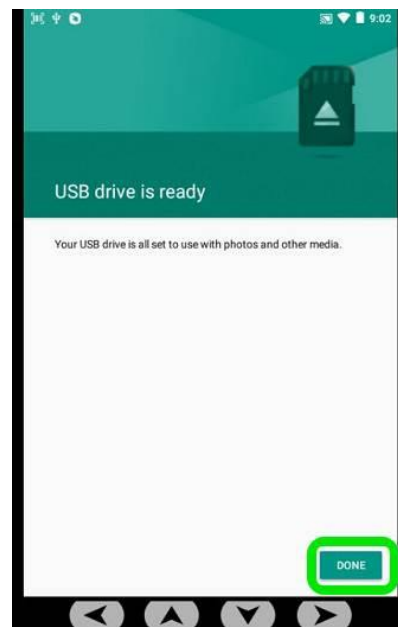 9:02
USB drive is ready
Your USB drive is all set to use with photos and other media.
DONE